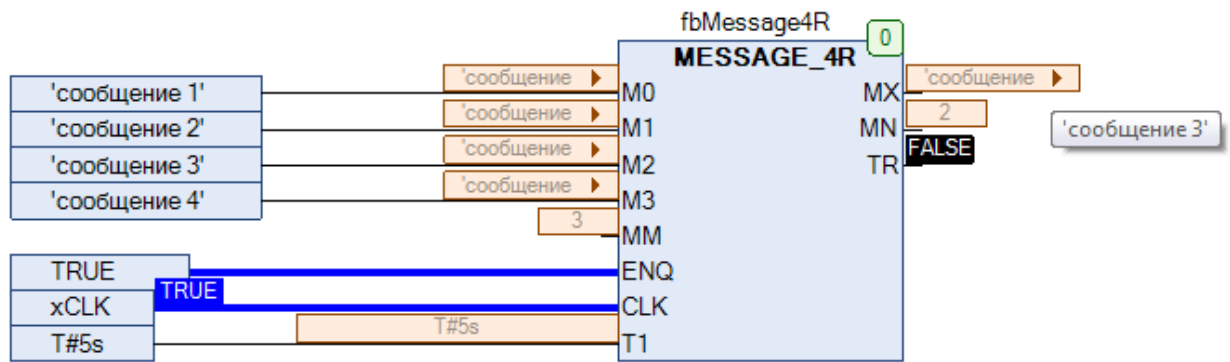 fbMessage4R
0
MESSAGE_4R
'сообщение 1' 'сообщение M0 MX 'сообщение
'сообщение 2' 'сообщение M1 MN 2 'сообщение 3'
'сообщение 3' 'сообщение M2 TR FALSE
'сообщение 4' 'сообщение M3
3 MM
TRUE ENQ
xCLK TRUE CLK
T#5s T#5s T1